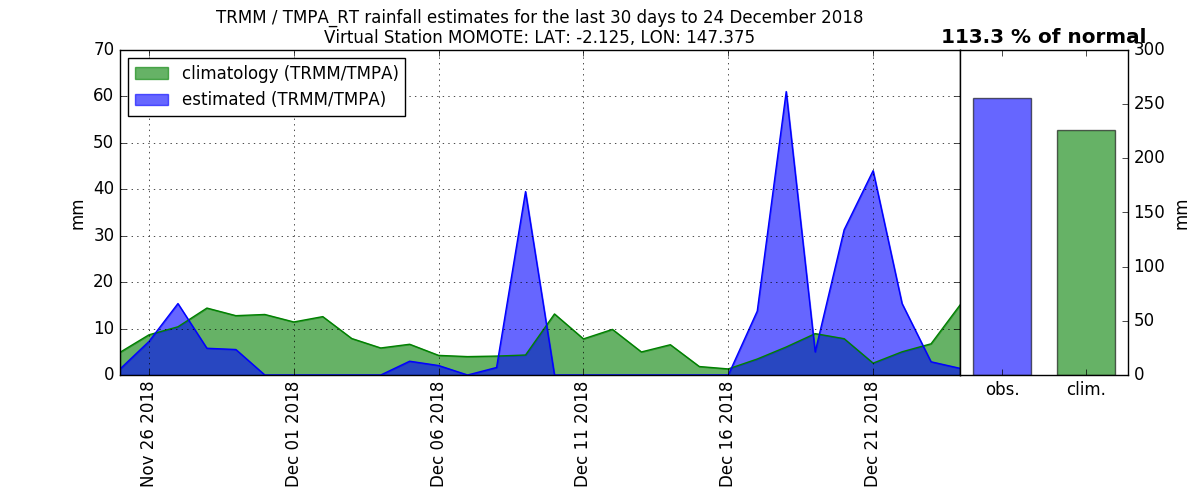 TRMM / TMPA_RT rainfall estimates for the last 30 days to 24 December 2018
Virtual Station MOMOTE: LAT: -2.125, LON: 147.375
113.3 % of normal
climatology (TRMM/TMPA)
estimated (TRMM/TMPA)
70
60
50
40
30
20
10
0
mm
Nov 26 2018
Dec 01 2018
Dec 06 2018
Dec 11 2018
Dec 16 2018
Dec 21 2018
obs.
clim.
300
250
200
150
100
50
0
mm